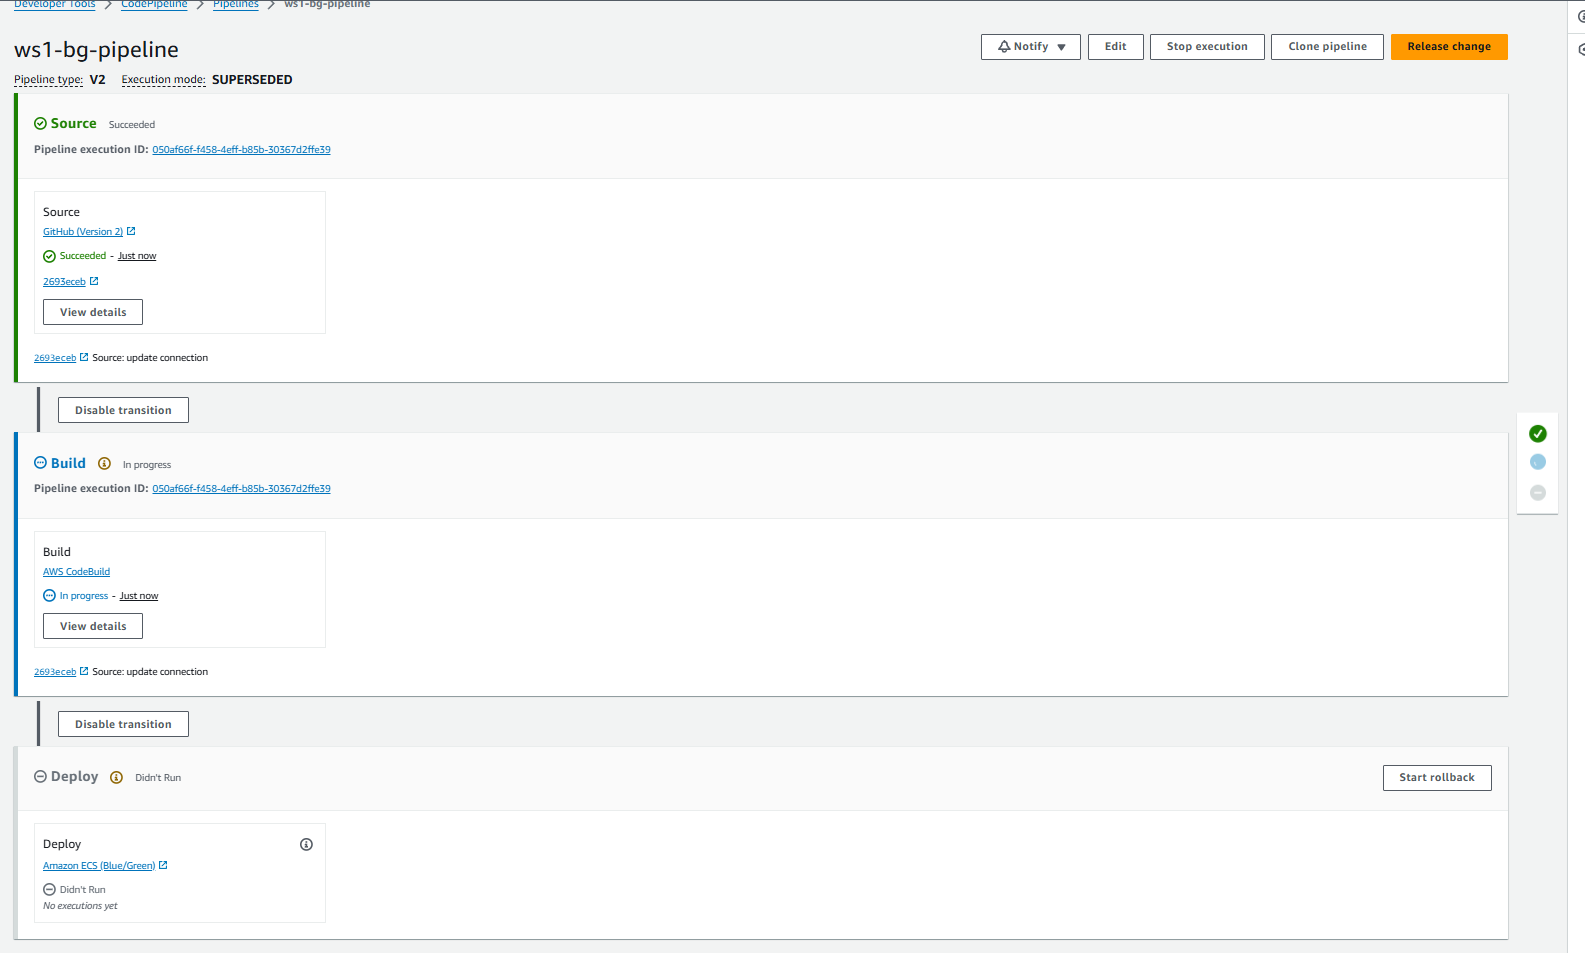 Developer Tools > CodePipeline > Pipelines > ws1-bg-pipeline
ws1-bg-pipeline
Notify ▼ Edit Stop execution Clone pipeline Release change
Pipeline type: V2 Execution mode: SUPERSEDED
Source Succeeded
Pipeline execution ID: 050af66f-f458-4eff-b85b-30367d2ffe39
Source
GitHub (Version 2)
Succeeded - Just now
2693eceb
View details
2693eceb Source: update connection
Disable transition
Build In progress
Pipeline execution ID: 050af66f-f458-4eff-b85b-30367d2ffe39
Build
AWS CodeBuild
In progress - Just now
View details
2693eceb Source: update connection
Disable transition
Deploy Didn't Run
Start rollback
Deploy
Amazon ECS (Blue/Green)
Didn't Run
No executions yet